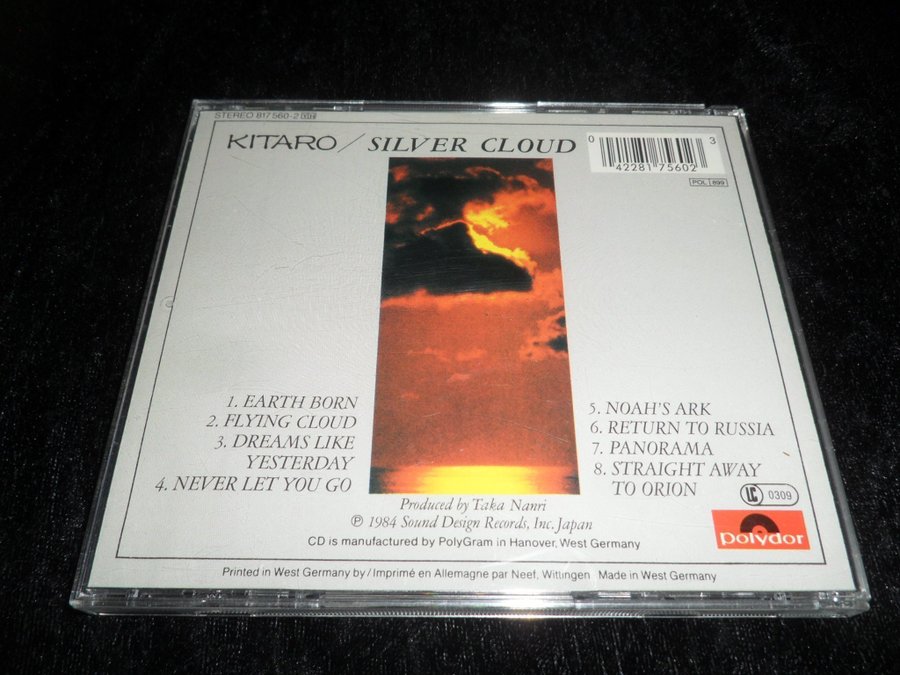 STEREO 817 560-2
KITARO / SILVER CLOUD
0 42281 75602 3
POL 899
1. EARTH BORN
2. FLYING CLOUD
3. DREAMS LIKE
YESTERDAY
4. NEVER LET YOU GO
5. NOAH'S ARK
6. RETURN TO RUSSIA
7. PANORAMA
8. STRAIGHT AWAY
TO ORION
LC 0309
polydor
Produced by Taka Nanri
℗ 1984 Sound Design Records, Inc. Japan
CD is manufactured by PolyGram in Hanover, West Germany
Printed in West Germany by / Imprimé en Allemagne par Neef, Wittingen Made in West Germany